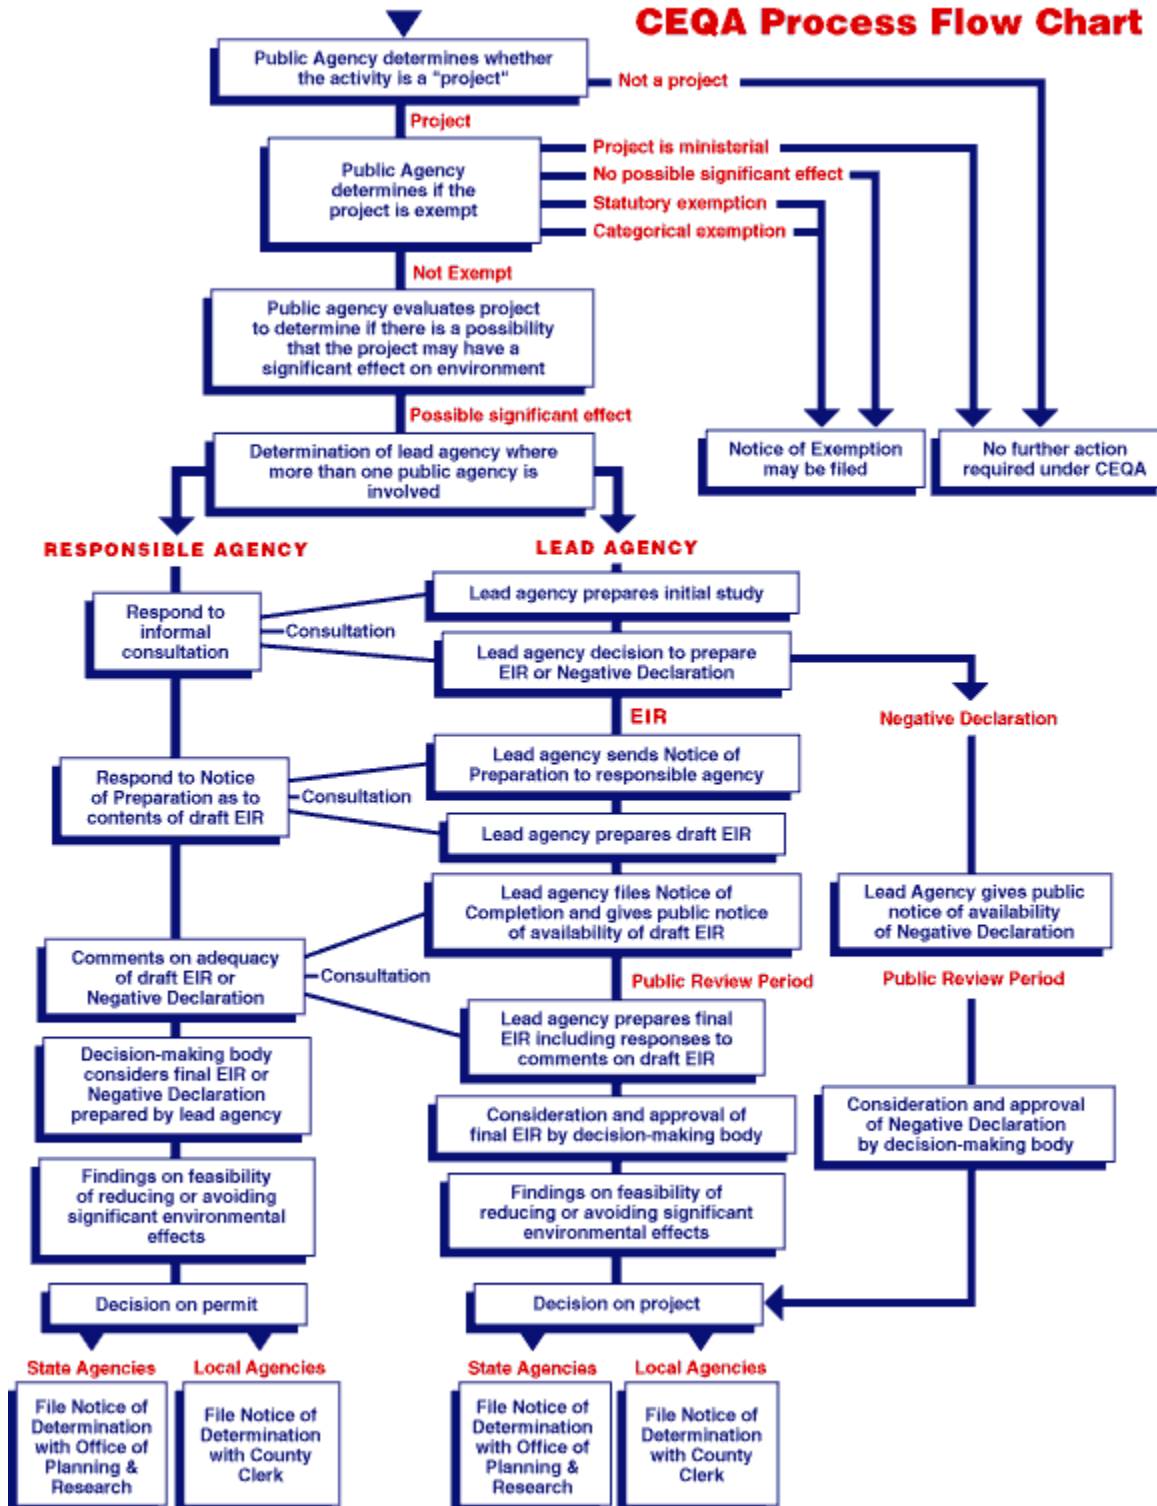 CEQA Process Flow Chart
Public Agency determines whether
the activity is a "project"
Not a project
Project
Public Agency
determines if the
project is exempt
Project is ministerial
No possible significant effect
Statutory exemption
Categorical exemption
Not Exempt
Public agency evaluates project
to determine if there is a possibility
that the project may have a
significant effect on environment
Possible significant effect
Notice of Exemption
may be filed
No further action
required under CEQA
Determination of lead agency where
more than one public agency is
involved
RESPONSIBLE AGENCY
LEAD AGENCY
Respond to
informal
consultation
Consultation
Lead agency prepares initial study
Lead agency decision to prepare
EIR or Negative Declaration
EIR
Negative Declaration
Respond to Notice
of Preparation as to
contents of draft EIR
Consultation
Lead agency sends Notice of
Preparation to responsible agency
Lead agency prepares draft EIR
Lead agency files Notice of
Completion and gives public notice
of availability of draft EIR
Lead Agency gives public
notice of availability
of Negative Declaration
Comments on adequacy
of draft EIR or
Negative Declaration
Consultation
Public Review Period
Public Review Period
Lead agency prepares final
EIR including responses to
comments on draft EIR
Decision-making body
considers final EIR or
Negative Declaration
prepared by lead agency
Consideration and approval of
final EIR by decision-making body
Consideration and approval
of Negative Declaration
by decision-making body
Findings on feasibility
of reducing or avoiding
significant environmental
effects
Findings on feasibility of
reducing or avoiding significant
environmental effects
Decision on permit
Decision on project
State Agencies
Local Agencies
State Agencies
Local Agencies
File Notice of
Determination
with Office of
Planning &
Research
File Notice of
Determination
with County
Clerk
File Notice of
Determination
with Office of
Planning &
Research
File Notice of
Determination
with County
Clerk